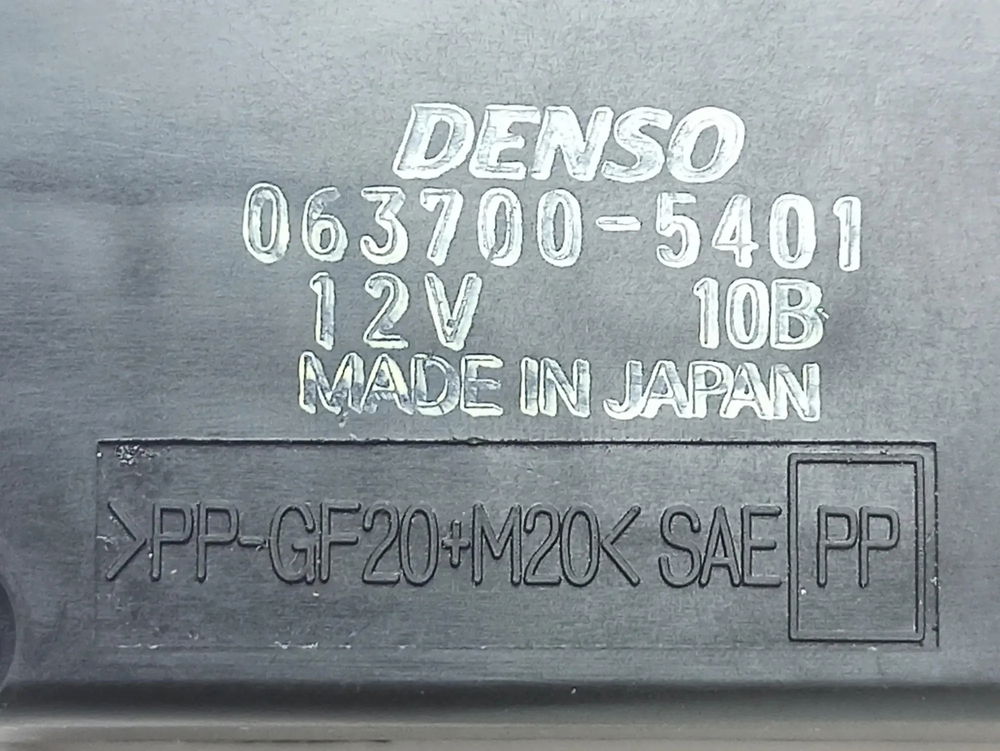 DENSO
063700-5401
12V 10B
MADE IN JAPAN
>PP-GF20+M20< SAE PP